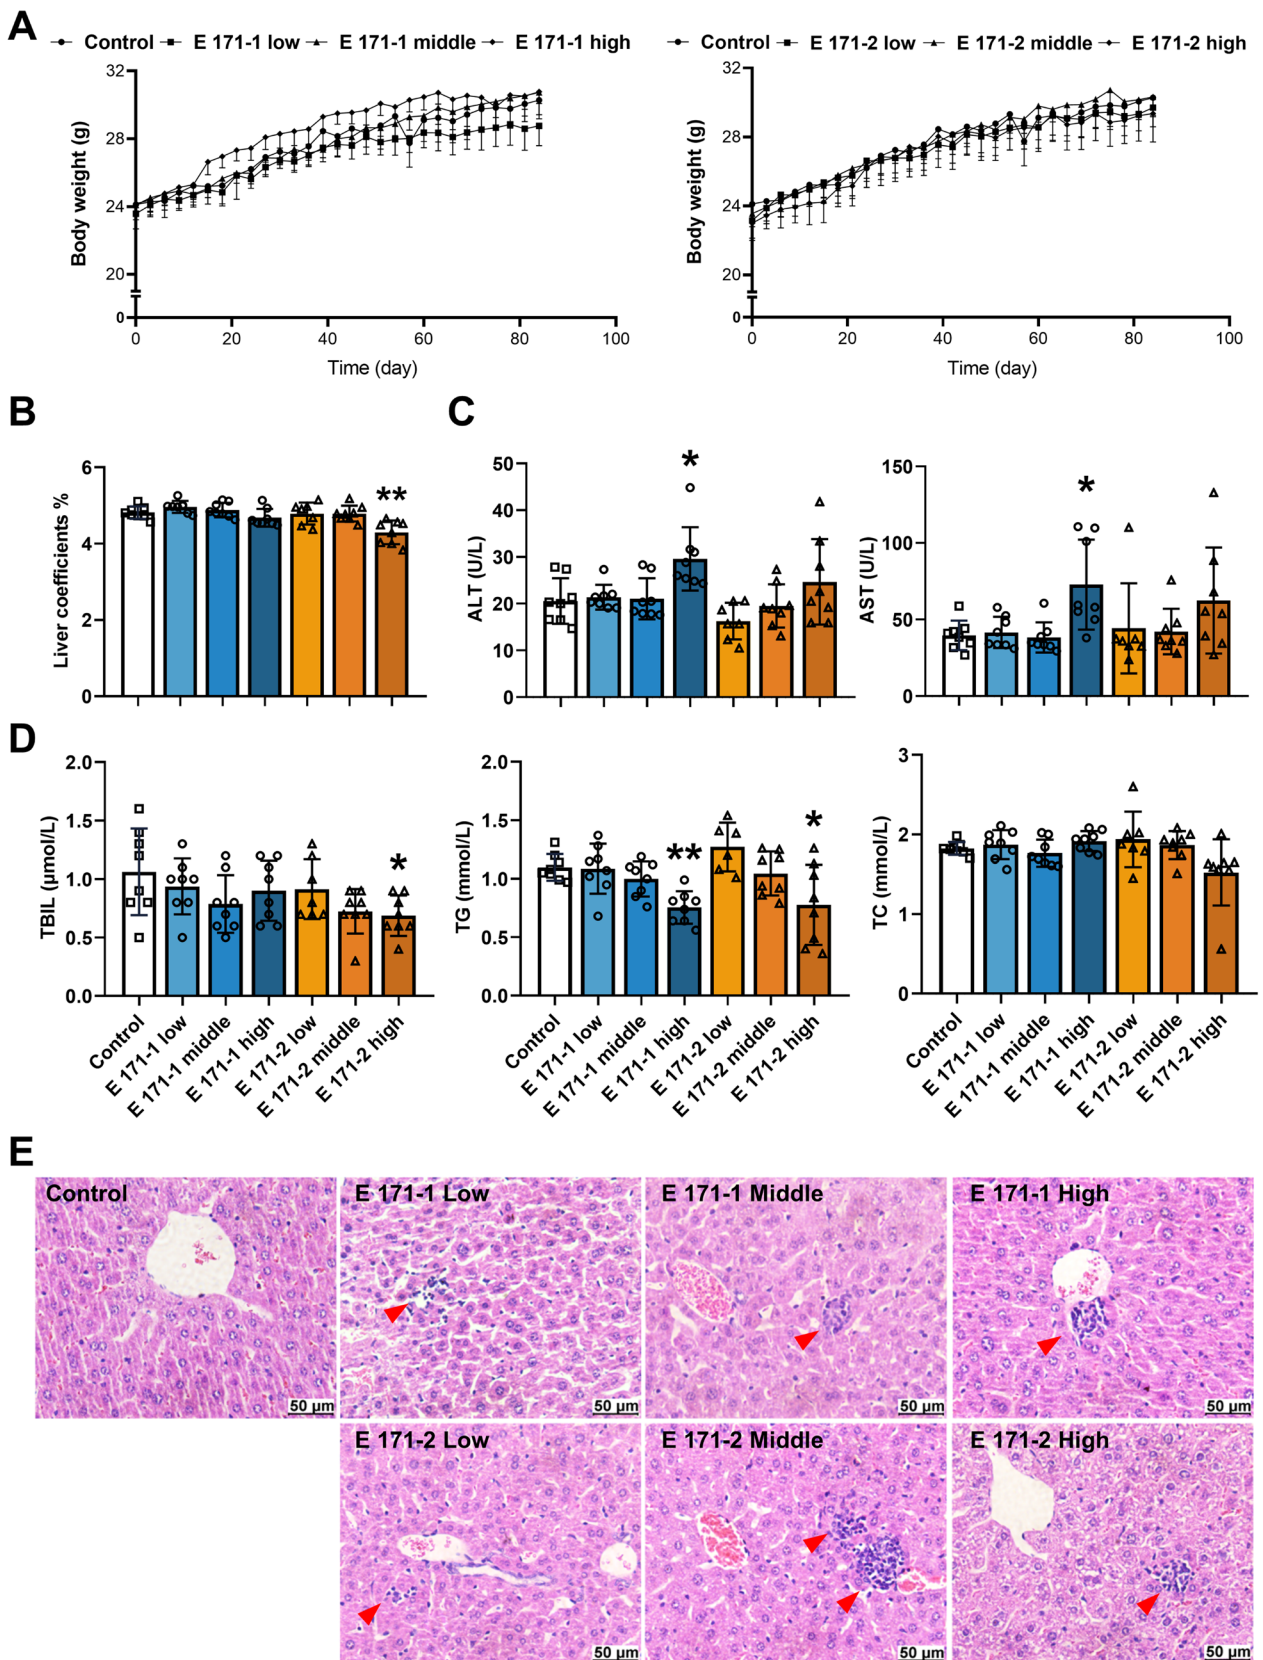 A
Control E 171-1 low E 171-1 middle E 171-1 high
Control E 171-2 low E 171-2 middle E 171-2 high
Body weight (g)
32
28
24
20
0
0 20 40 60 80 100
Time (day)
Body weight (g)
32
28
24
20
0
0 20 40 60 80 100
Time (day)
B
Liver coefficients %
6
4
2
0
**
C
ALT (U/L)
50
40
30
20
10
0
*
AST (U/L)
150
100
50
0
*
D
TBIL (µmol/L)
2.0
1.5
1.0
0.5
0.0
*
Control
E 171-1 low
E 171-1 middle
E 171-1 high
E 171-2 low
E 171-2 middle
E 171-2 high
TG (mmol/L)
2.0
1.5
1.0
0.5
0.0
**
*
Control
E 171-1 low
E 171-1 middle
E 171-1 high
E 171-2 low
E 171-2 middle
E 171-2 high
TC (mmol/L)
3
2
1
0
Control
E 171-1 low
E 171-1 middle
E 171-1 high
E 171-2 low
E 171-2 middle
E 171-2 high
E
Control
50 µm
E 171-1 Low
50 µm
E 171-1 Middle
50 µm
E 171-1 High
50 µm
E 171-2 Low
50 µm
E 171-2 Middle
50 µm
E 171-2 High
50 µm